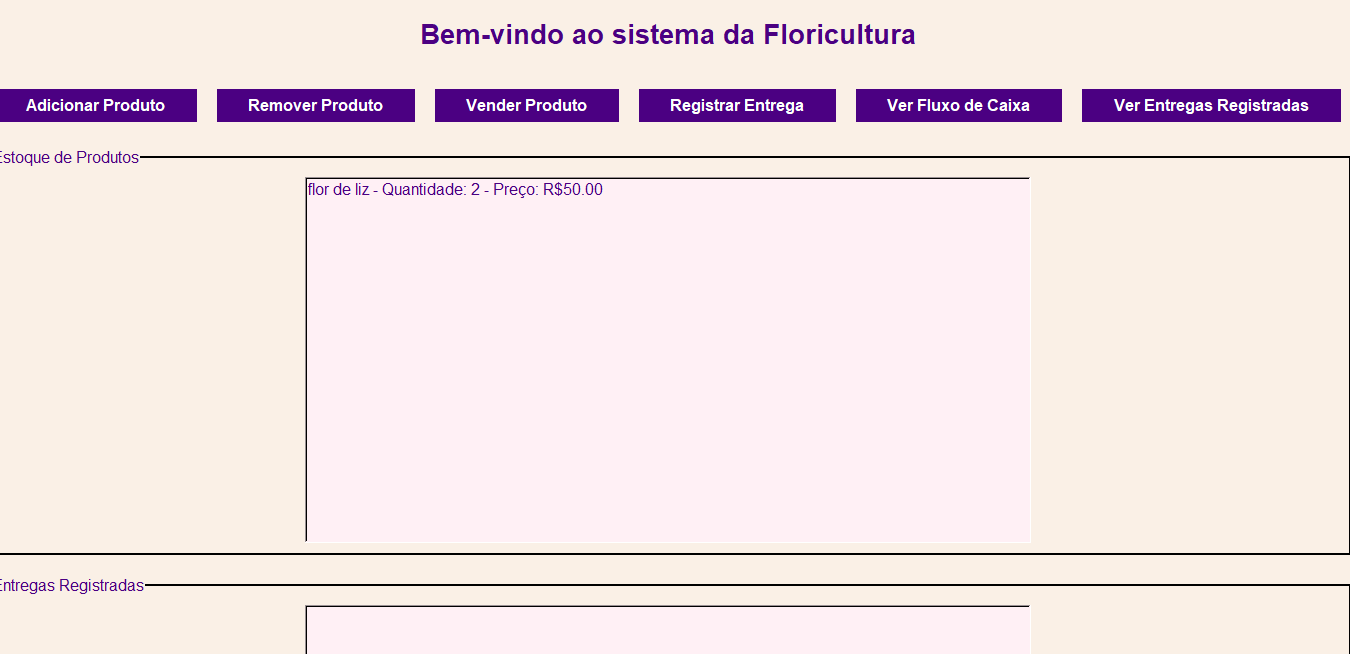 Bem-vindo ao sistema da Floricultura
Adicionar Produto Remover Produto Vender Produto Registrar Entrega Ver Fluxo de Caixa Ver Entregas Registradas
Estoque de Produtos
flor de liz - Quantidade: 2 - Preço: R$50.00
Entregas Registradas